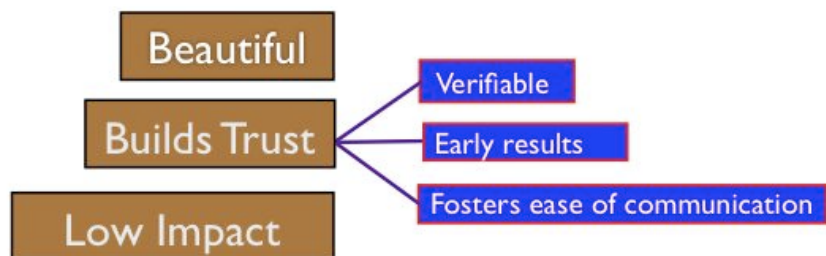 Beautiful
Builds Trust
Low Impact
Verifiable
Early results
Fosters ease of communication